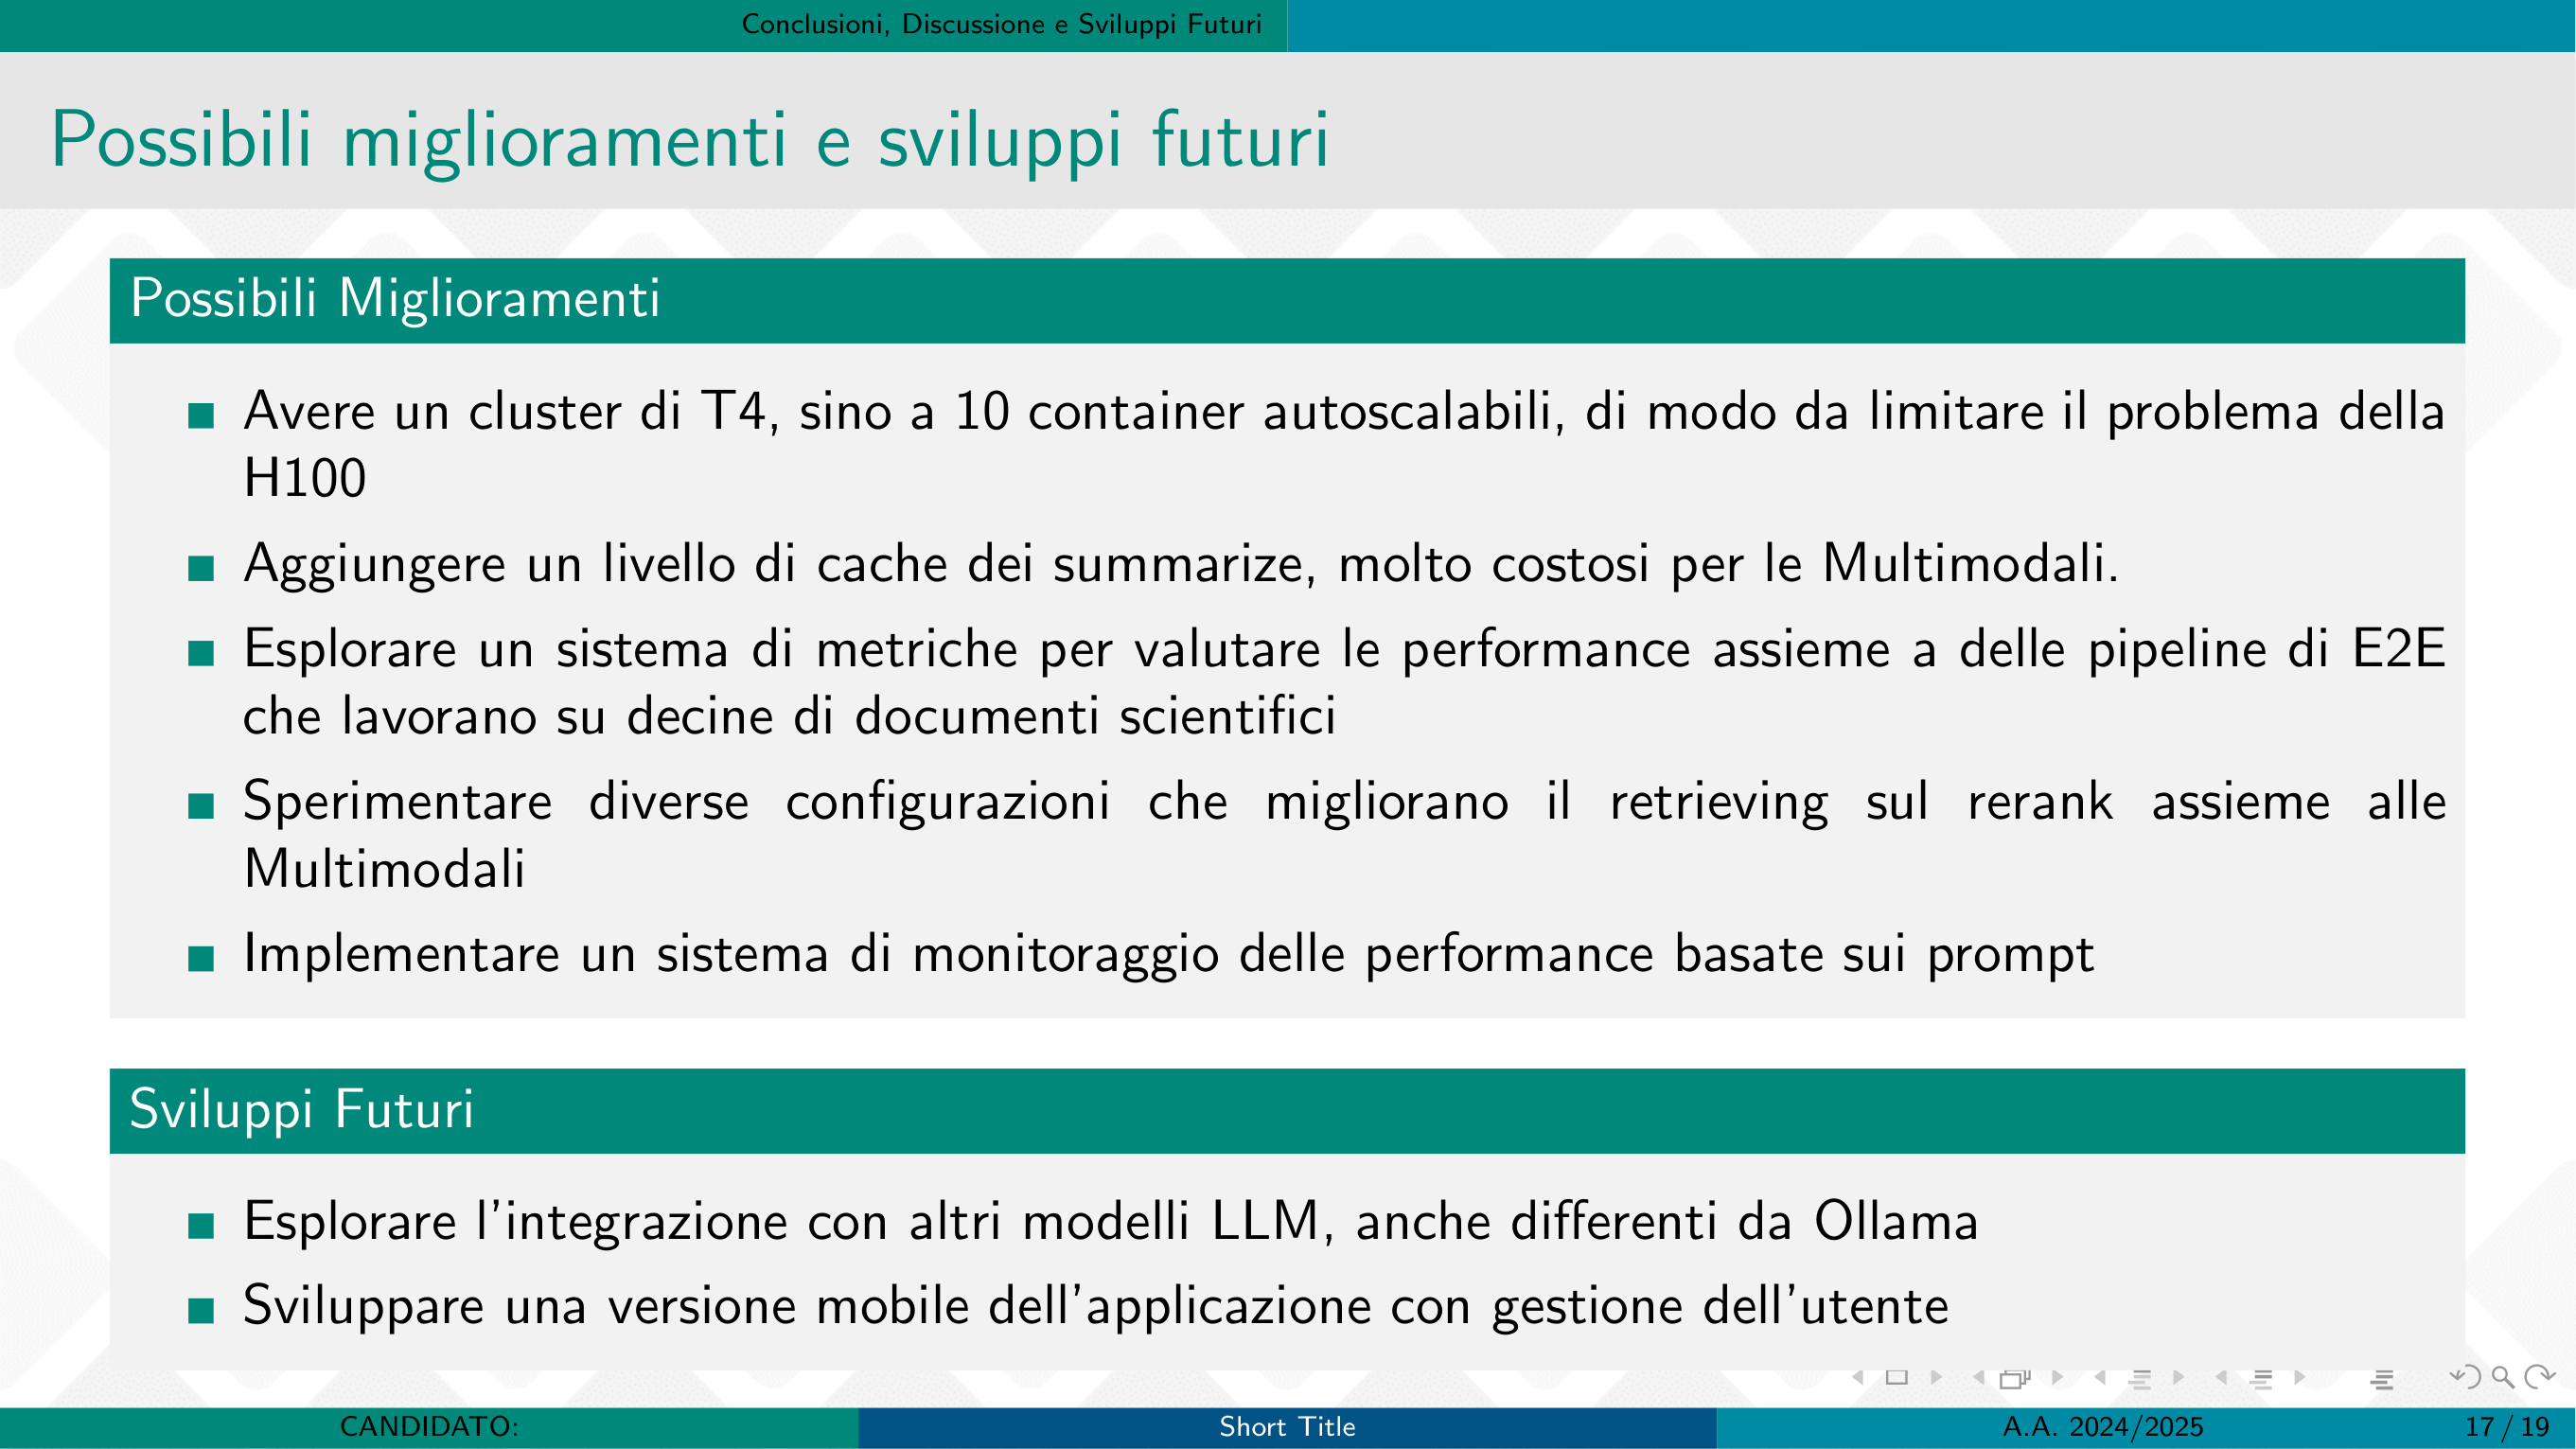 Conclusioni, Discussione e Sviluppi Futuri
Possibili miglioramenti e sviluppi futuri
Possibili Miglioramenti
Avere un cluster di T4, sino a 10 container autoscalabili, di modo da limitare il problema della
H100
Aggiungere un livello di cache dei summarize, molto costosi per le Multimodali.
Esplorare un sistema di metriche per valutare le performance assieme a delle pipeline di E2E
che lavorano su decine di documenti scientifici
Sperimentare diverse configurazioni che migliorano il retrieving sul rerank assieme alle
Multimodali
Implementare un sistema di monitoraggio delle performance basate sui prompt
Sviluppi Futuri
Esplorare l'integrazione con altri modelli LLM, anche differenti da Ollama
Sviluppare una versione mobile dell'applicazione con gestione dell'utente
CANDIDATO: Short Title A.A. 2024/2025 17 / 19